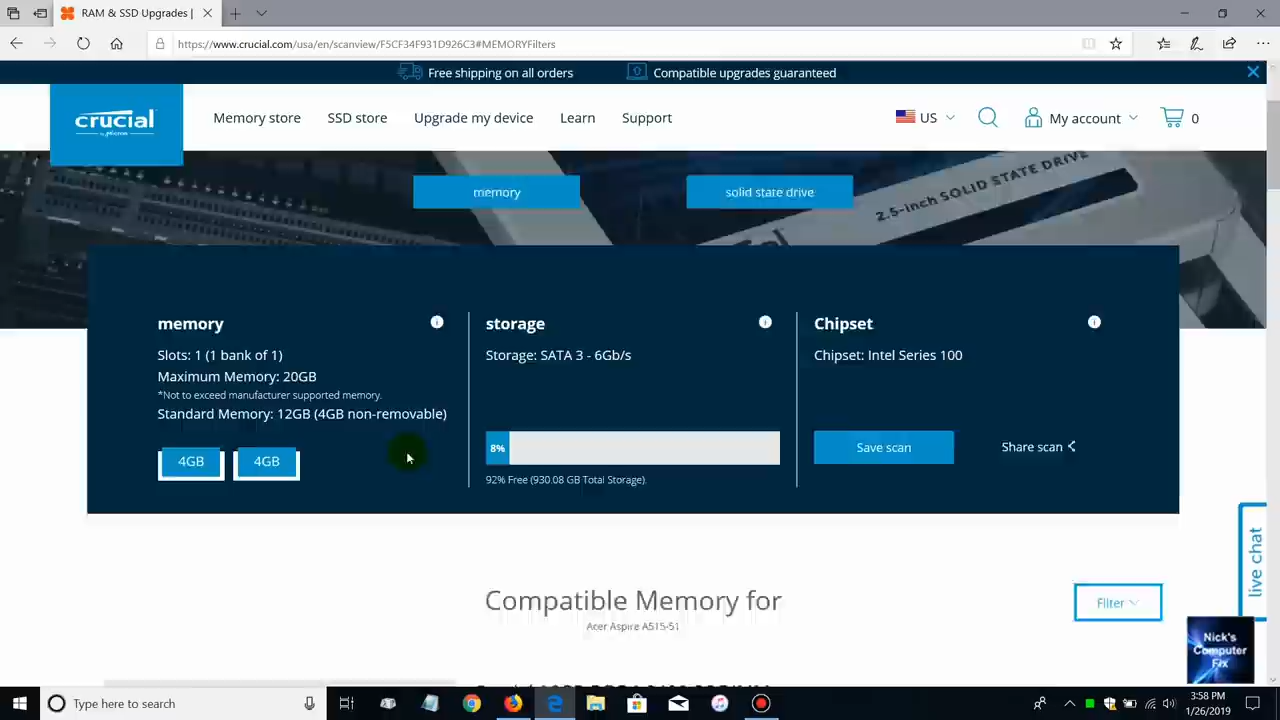 RAM & SSD Upgrades |
https://www.crucial.com/usa/en/scanview/F5CF34F931D926C3#MEMORYFilters
Free shipping on all orders
Compatible upgrades guaranteed
crucial
by Micron
Memory store
SSD store
Upgrade my device
Learn
Support
US
My account
0
memory
solid state drive
2.5-inch SOLID STATE DRIVE
memory
Slots: 1 (1 bank of 1)
Maximum Memory: 20GB
*Not to exceed manufacturer supported memory.
Standard Memory: 12GB (4GB non-removable)
4GB
4GB
storage
Storage: SATA 3 - 6Gb/s
8%
92% Free (930.08 GB Total Storage).
Chipset
Chipset: Intel Series 100
Save scan
Share scan
live chat
Compatible Memory for
Acer Aspire A515-51
Filter
Nick's
Computer
Fix
Type here to search
3:58 PM
1/26/2019